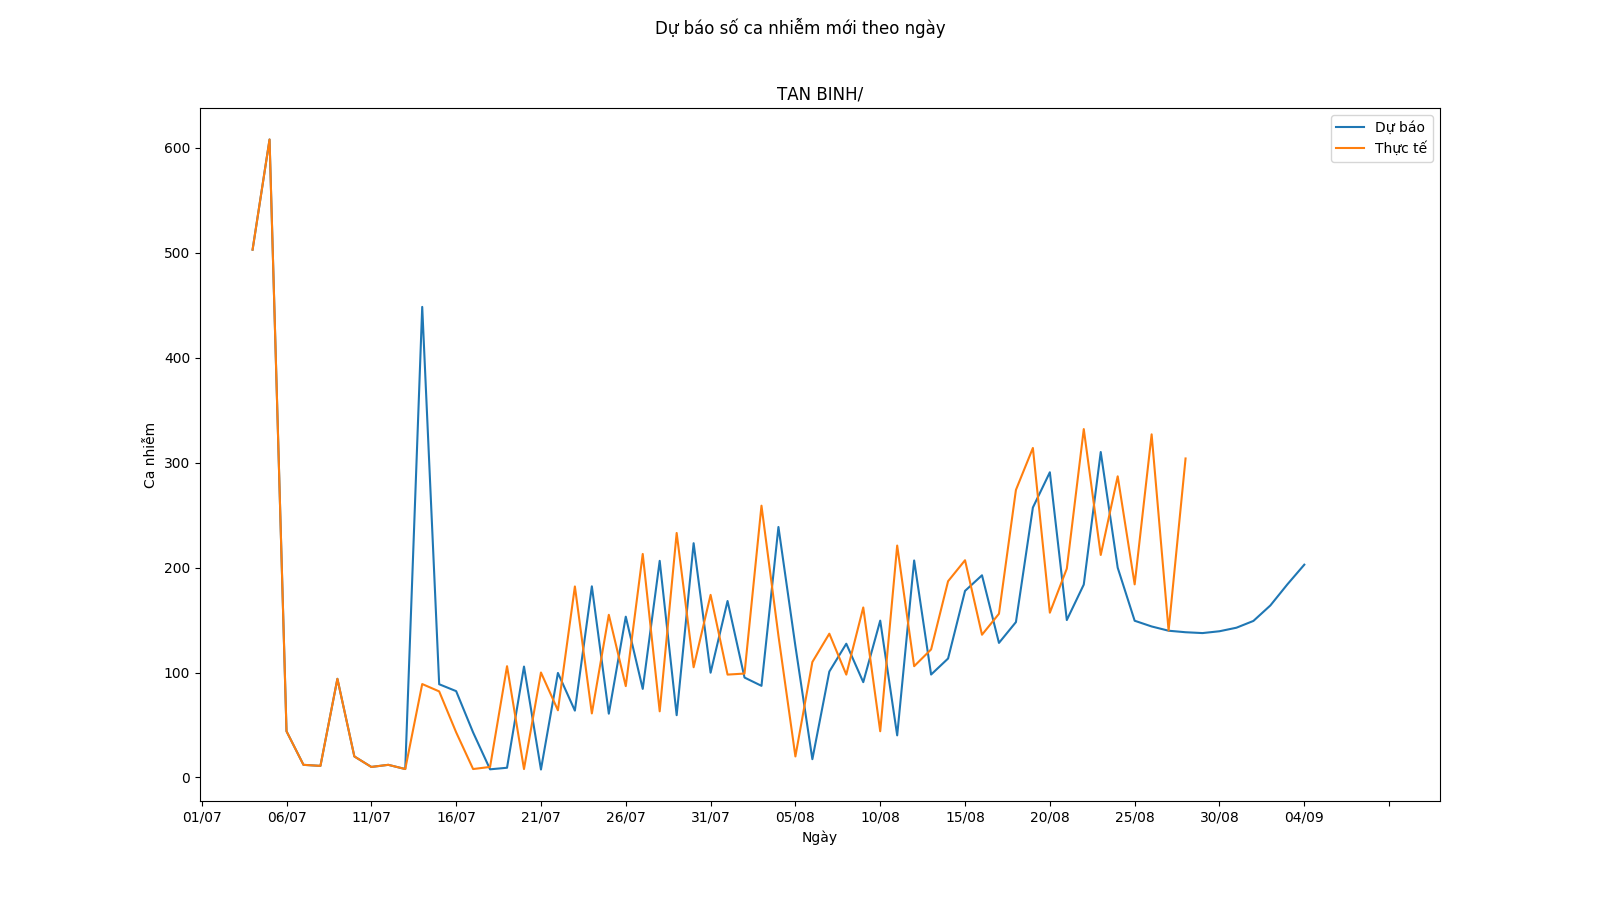 Dự báo số ca nhiễm mới theo ngày
TAN BINH/
Dự báo
Thực tế
600
500
400
300
200
100
0
Ca nhiễm
01/07 06/07 11/07 16/07 21/07 26/07 31/07 05/08 10/08 15/08 20/08 25/08 30/08 04/09
Ngày